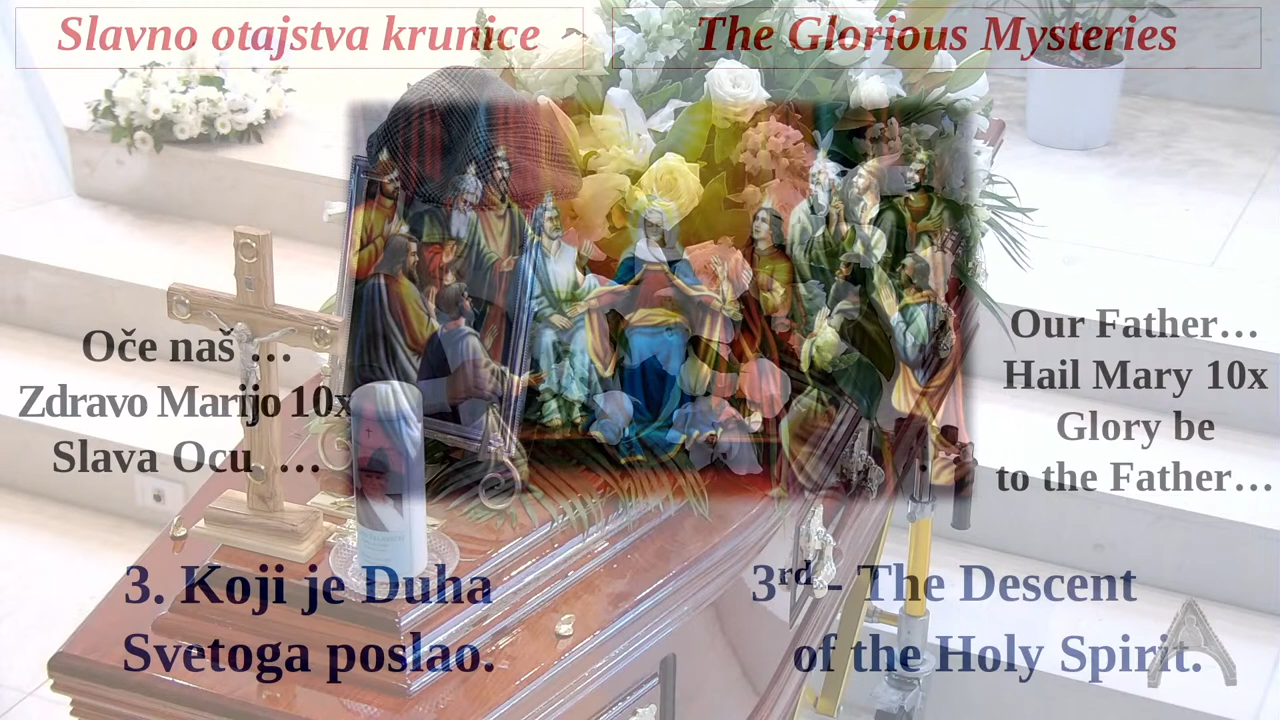 Slavno otajstva krunice
The Glorious Mysteries
Oče naš …
Zdravo Marijo 10x
Slava Ocu …
Our Father…
Hail Mary 10x
Glory be
to the Father…
3. Koji je Duha
Svetoga poslao.
3rd - The Descent
of the Holy Spirit.